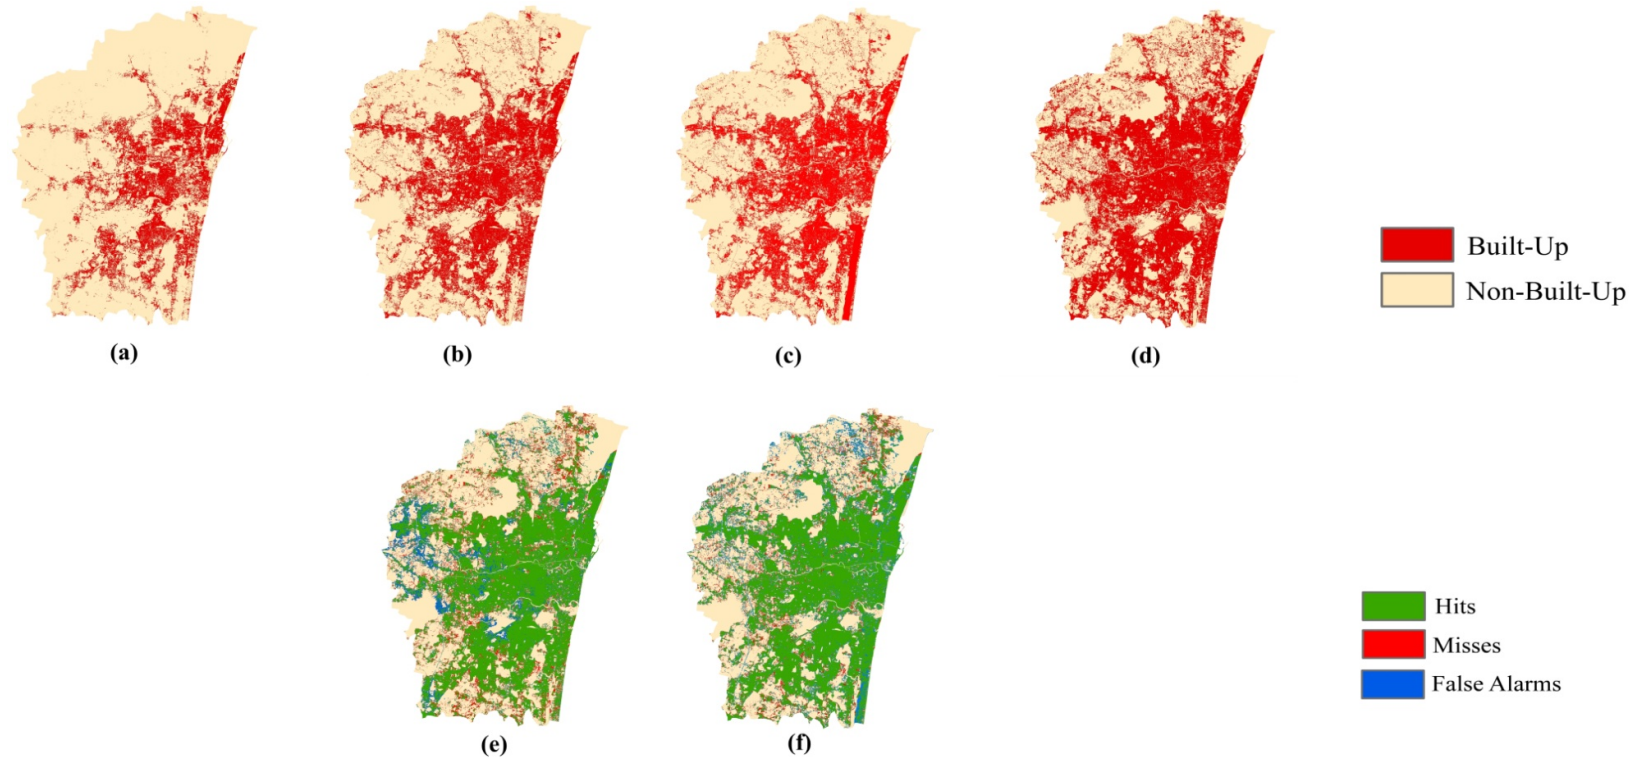 Built-Up
Non-Built-Up
(a)
(b)
(c)
(d)
Hits
Misses
False Alarms
(e)
(f)